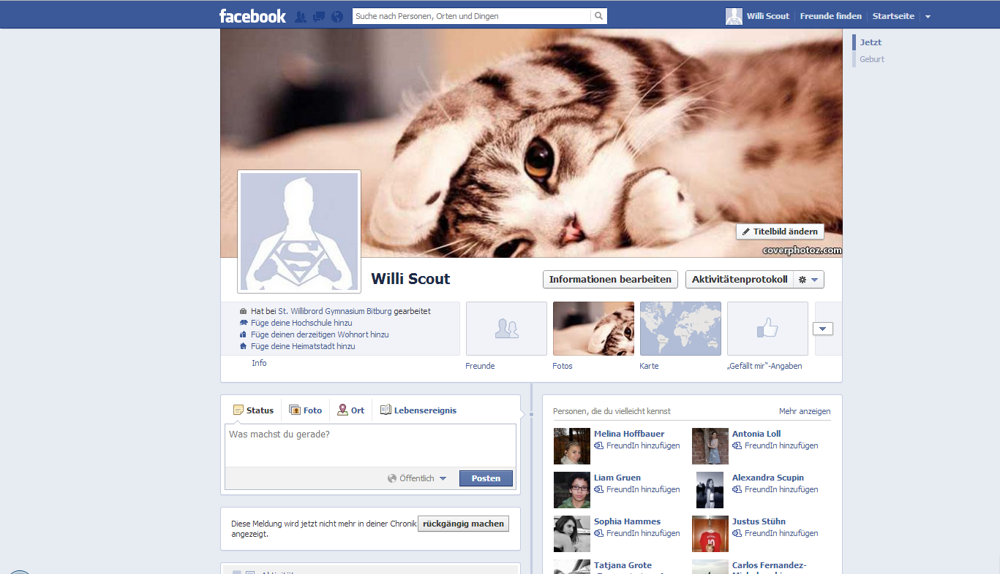 facebook
Suche nach Personen, Orten und Dingen
Willi Scout
Freunde finden
Startseite
Jetzt
Geburt
Titelbild ändern
coverphotoz.com
Willi Scout
Informationen bearbeiten
Aktivitätenprotokoll
Hat bei St. Willibrord Gymnasium Bitburg gearbeitet
Füge deine Hochschule hinzu
Füge deinen derzeitigen Wohnort hinzu
Füge deine Heimatstadt hinzu
Info
Freunde
Fotos
Karte
„Gefällt mir“-Angaben
Status
Foto
Ort
Lebensereignis
Was machst du gerade?
Öffentlich
Posten
Diese Meldung wird jetzt nicht mehr in deiner Chronik
angezeigt.
rückgängig machen
Personen, die du vielleicht kennst
Mehr anzeigen
Melina Hoffbauer
FreundIn hinzufügen
Antonia Loll
FreundIn hinzufügen
Liam Gruen
FreundIn hinzufügen
Alexandra Scupin
FreundIn hinzufügen
Sophia Hammes
FreundIn hinzufügen
Justus Stühn
FreundIn hinzufügen
Tatjana Grote
Carlos Fernandez-